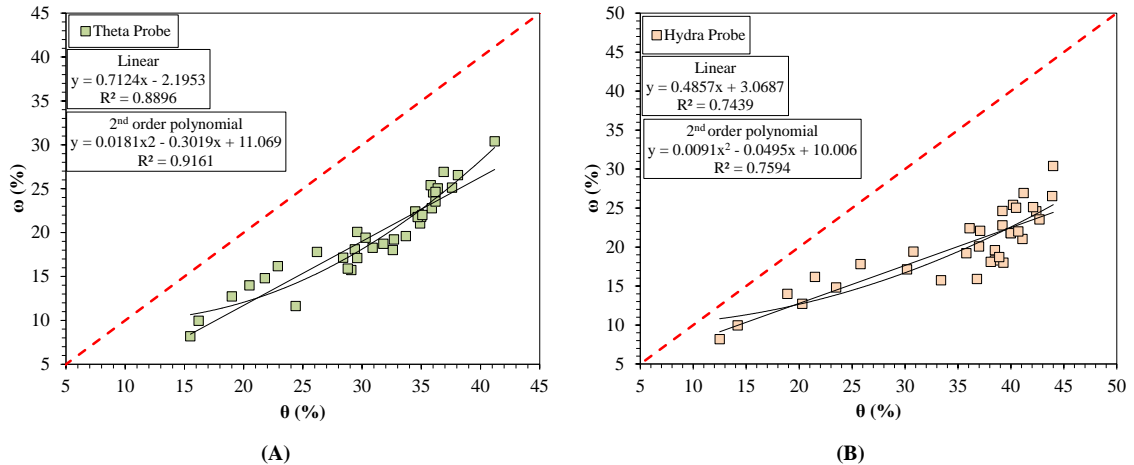 Theta Probe
Linear
y = 0.7124x - 2.1953
R² = 0.8896
2nd order polynomial
y = 0.0181x2 - 0.3019x + 11.069
R² = 0.9161
45
40
35
30
25
20
15
10
5
ω (%)
5 10 15 20 25 30 35 40 45
θ (%)
(A)
Hydra Probe
Linear
y = 0.4857x + 3.0687
R² = 0.7439
2nd order polynomial
y = 0.0091x² - 0.0495x + 10.006
R² = 0.7594
50
45
40
35
30
25
20
15
10
5
ω (%)
5 10 15 20 25 30 35 40 45 50
θ (%)
(B)